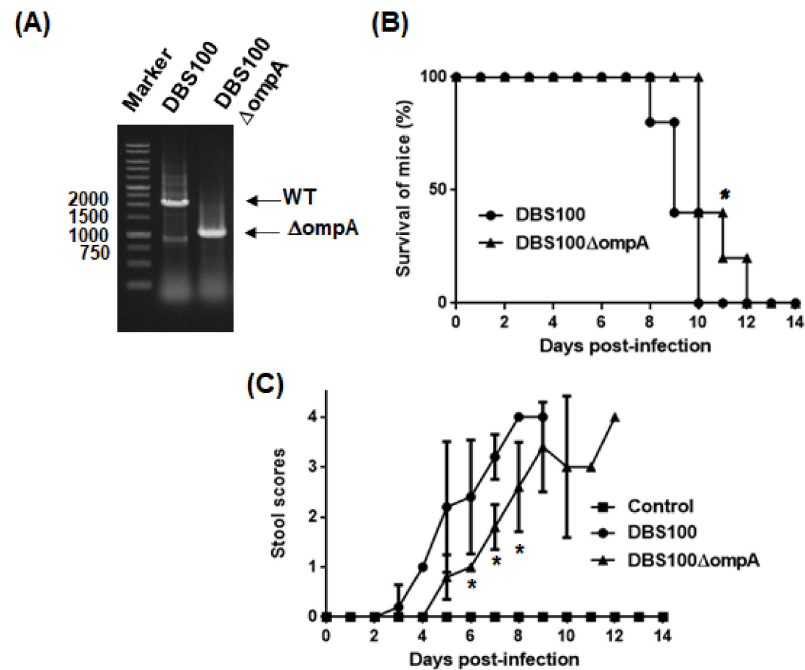 (A)
Marker
DBS100
DBS100
ΔompA
2000
1500
1000
750
WT
ΔompA
(B)
Survival of mice (%)
100
50
0
DBS100
DBS100ΔompA
#
0 2 4 6 8 10 12 14
Days post-infection
(C)
Stool scores
4
3
2
1
0
Control
DBS100
DBS100ΔompA
* * *
0 2 4 6 8 10 12 14
Days post-infection